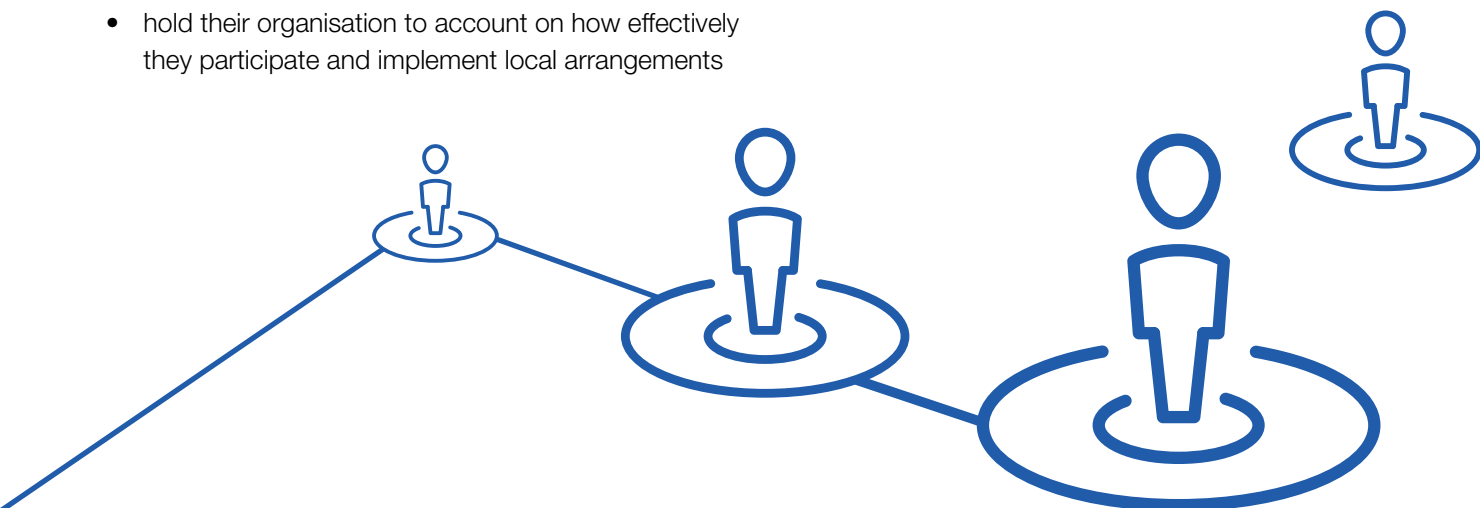 • hold their organisation to account on how effectively
they participate and implement local arrangements